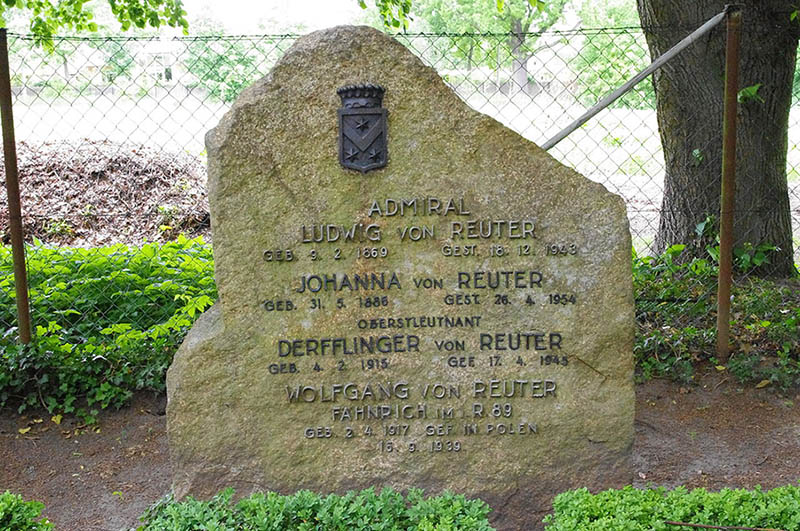 ADMIRAL
LUDWIG VON REUTER
GEB. 9. 2. 1869 GEST. 18. 12. 1943
JOHANNA VON REUTER
GEB. 31. 5. 1886 GEST. 26. 4. 1954
OBERSTLEUTNANT
DERFFLINGER VON REUTER
GEB. 4. 2. 1915 GEF. 17. 4. 1945
WOLFGANG VON REUTER
FÄHNRICH IM I.R. 89
GEB. 2. 4. 1917 GEF. IN POLEN
16. 9. 1939